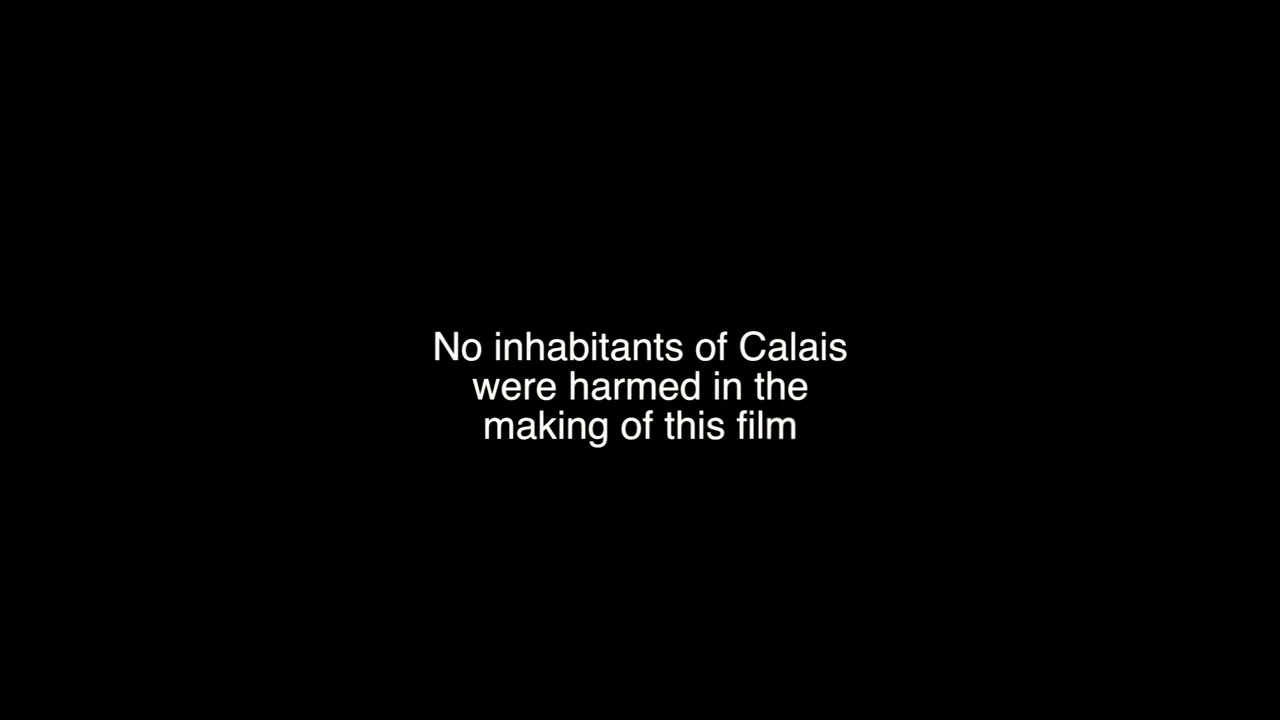 No inhabitants of Calais
were harmed in the
making of this film